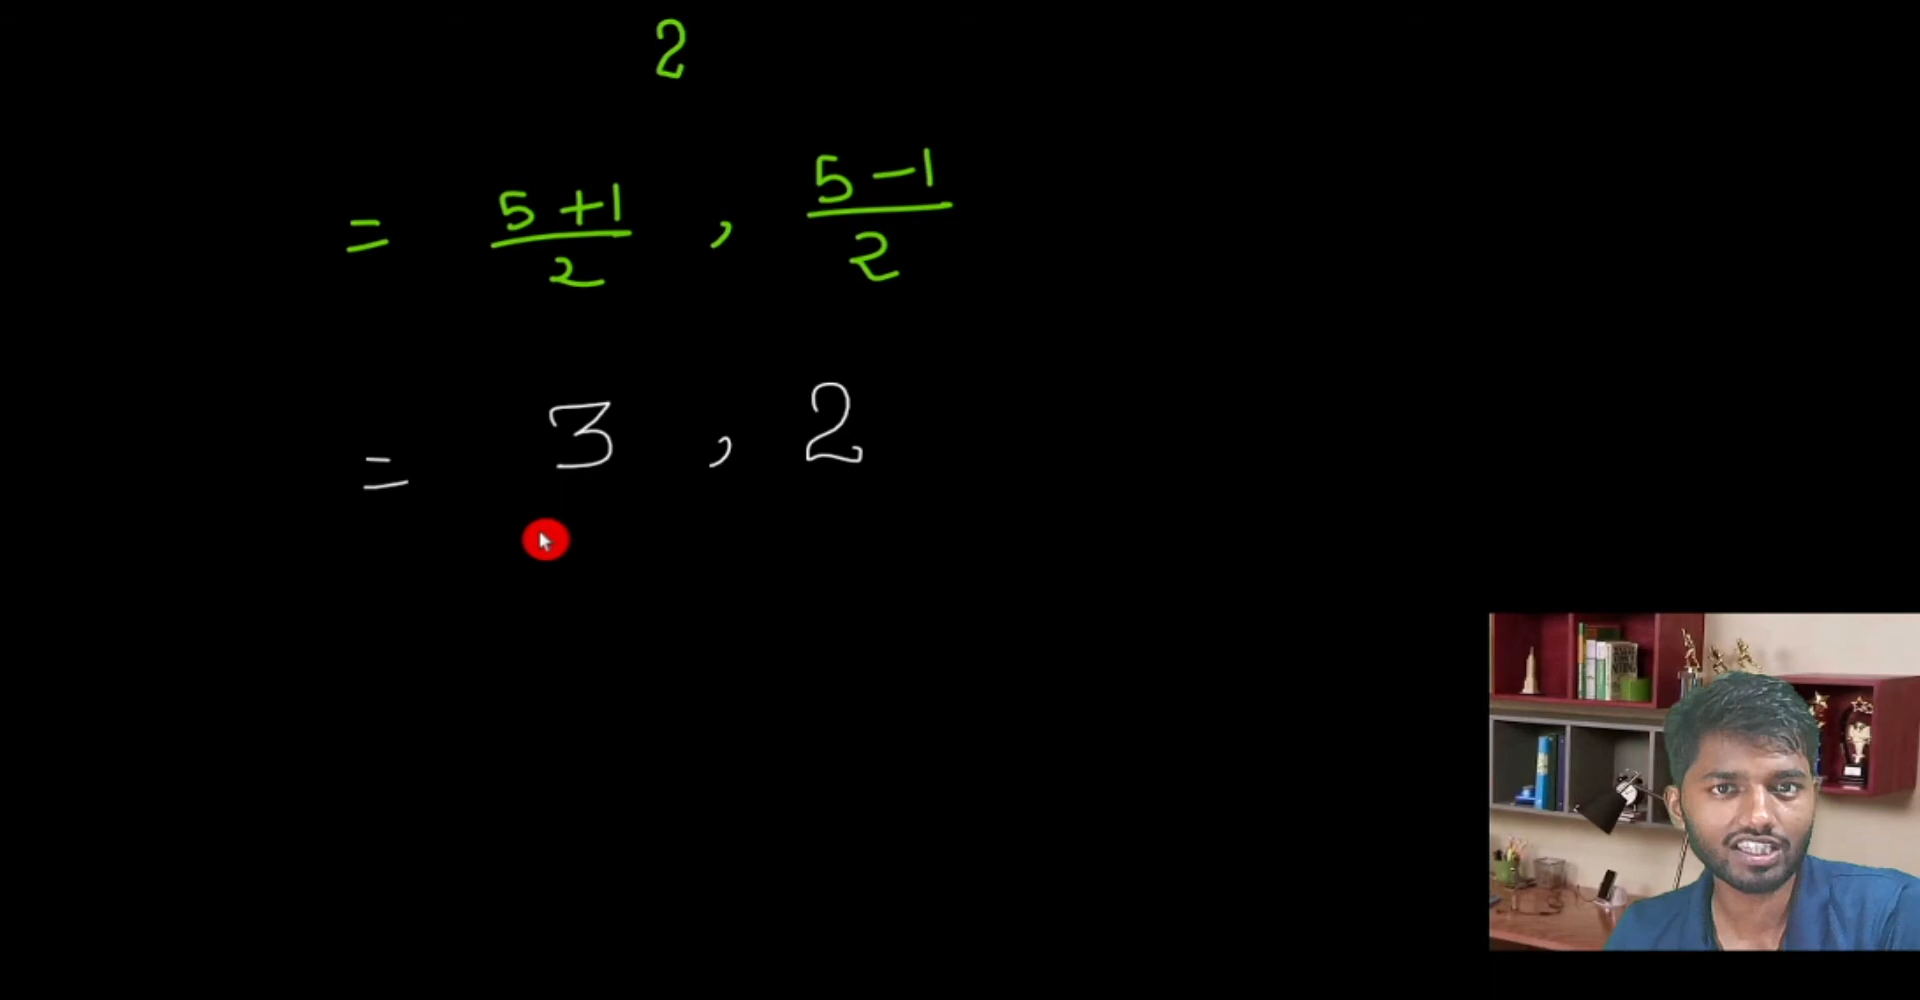 2
= 5+1/2 , 5-1/2
= 3 , 2